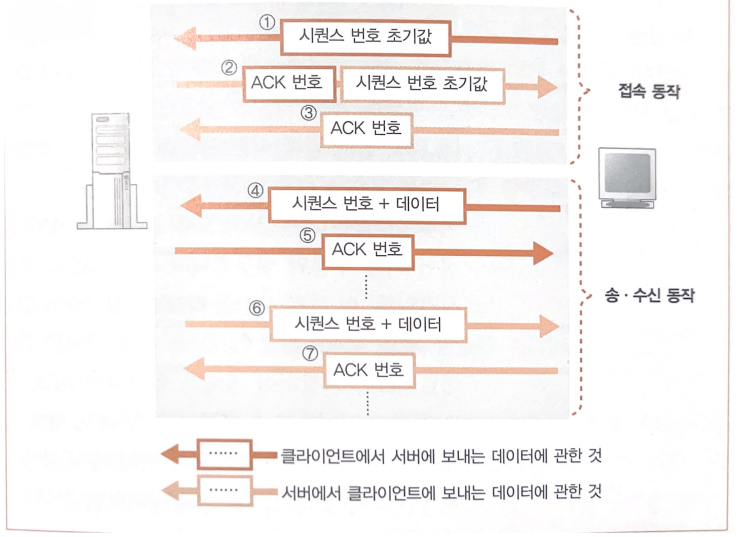 ① 시퀀스 번호 초기값
② ACK 번호 시퀀스 번호 초기값
③ ACK 번호
접속 동작
④ 시퀀스 번호 + 데이터
⑤ ACK 번호
⑥ 시퀀스 번호 + 데이터
⑦ ACK 번호
송·수신 동작
...... 클라이언트에서 서버에 보내는 데이터에 관한 것
...... 서버에서 클라이언트에 보내는 데이터에 관한 것